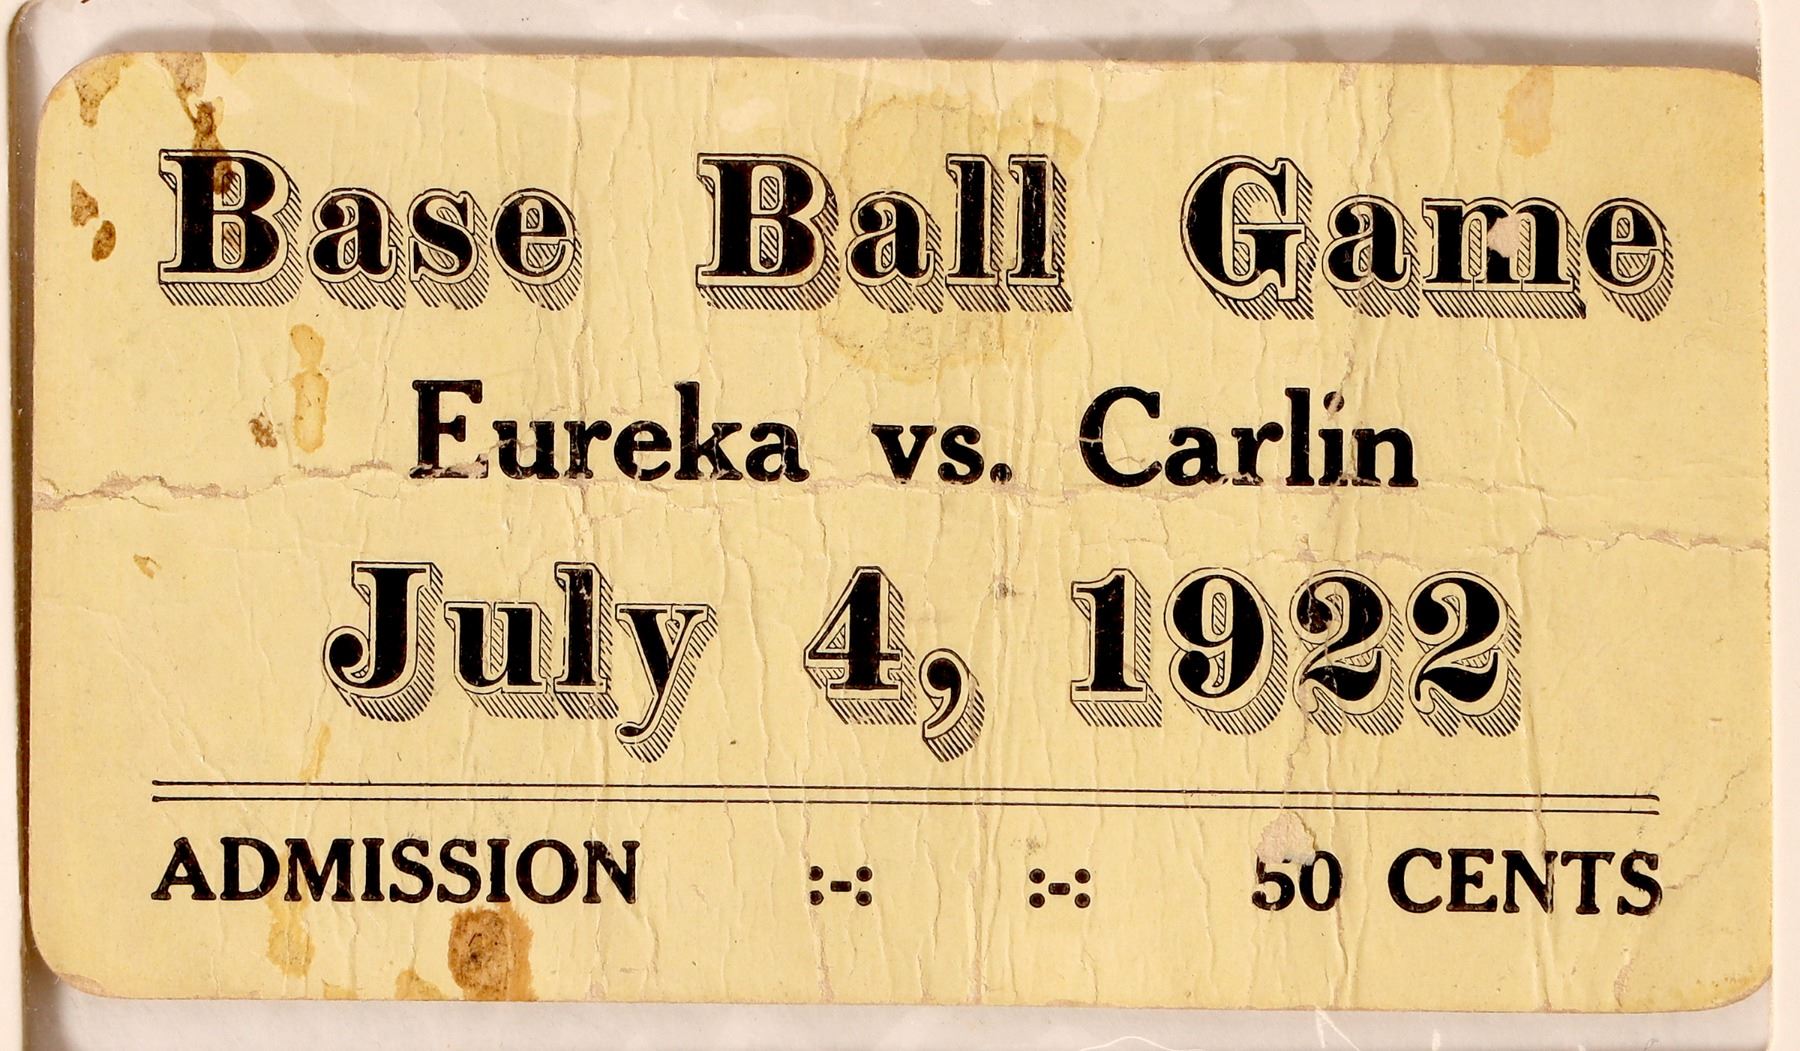 Base Ball Game
Eureka vs. Carlin
July 4, 1922
ADMISSION :-: :-: 50 CENTS